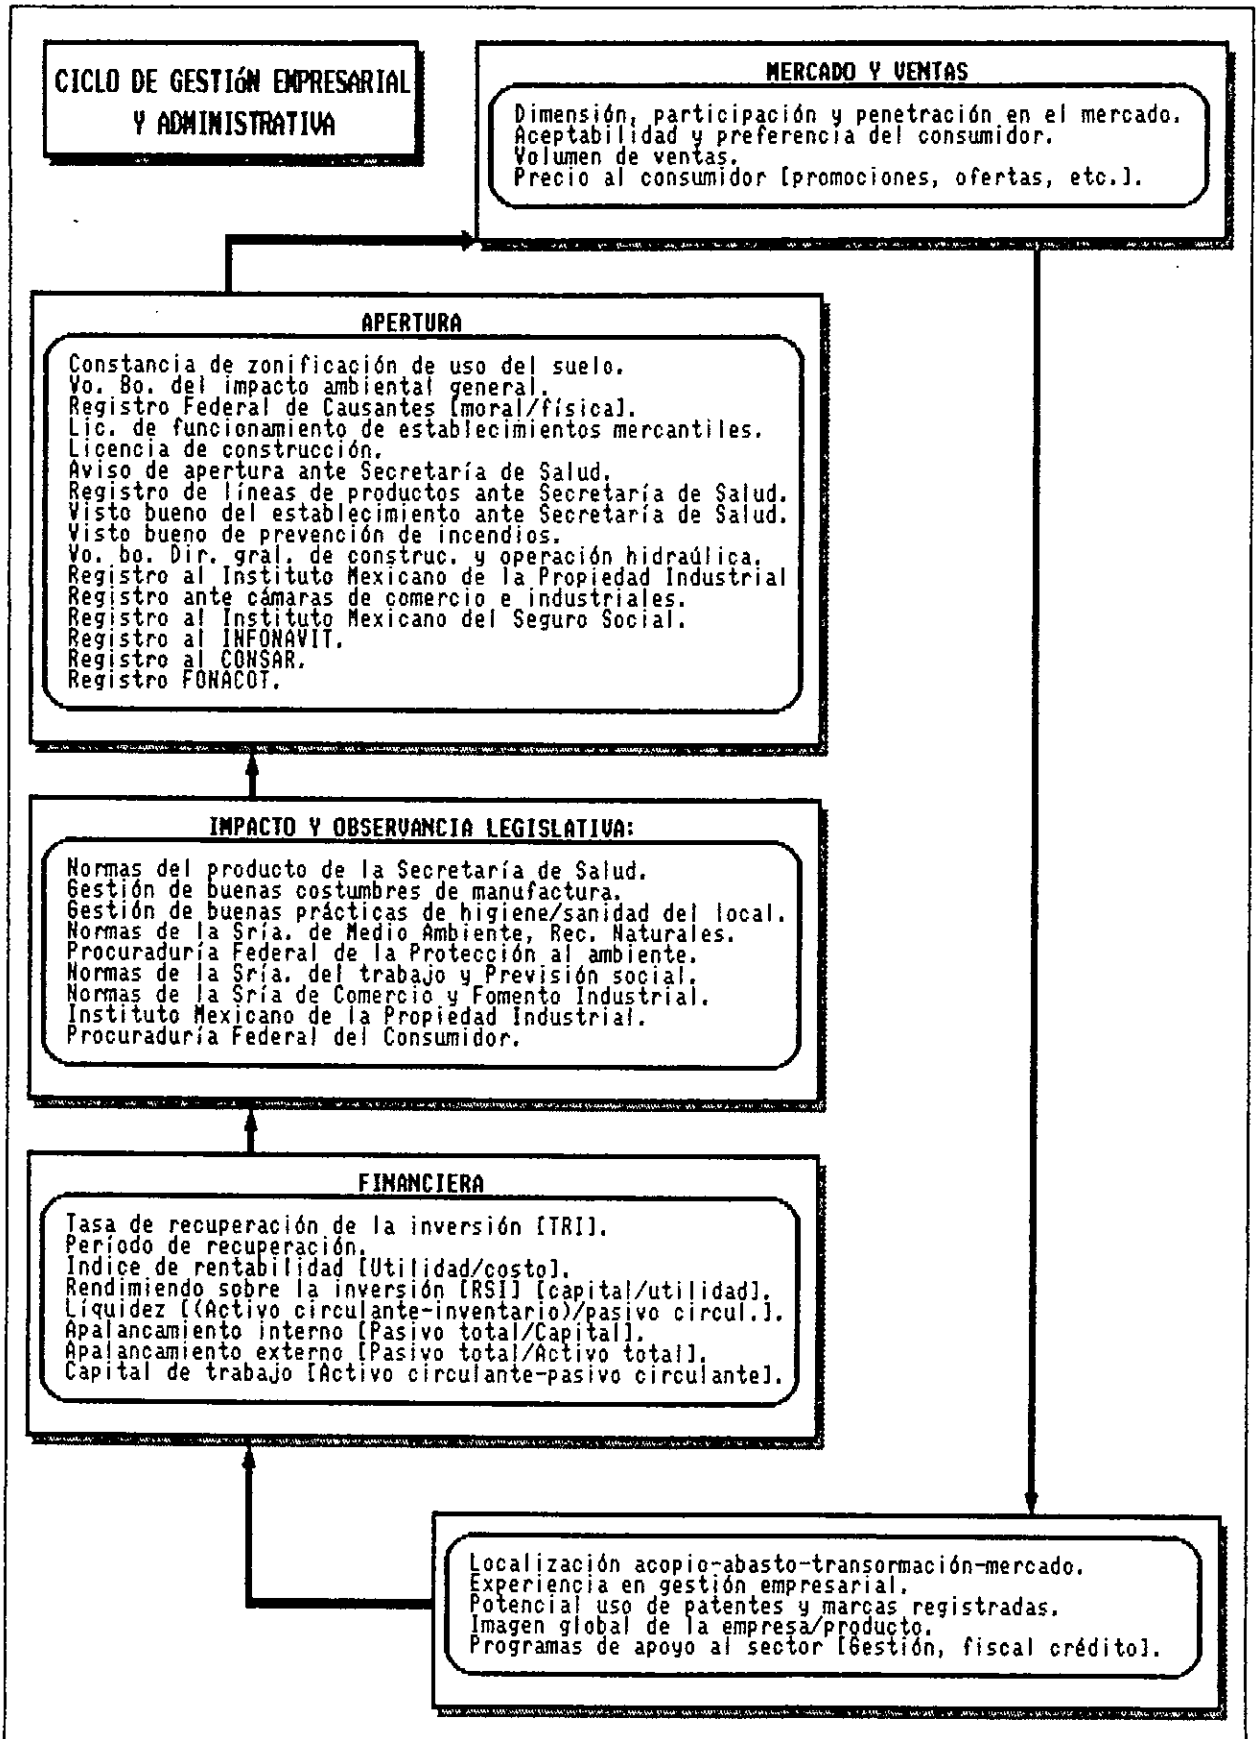 CICLO DE GESTIóN EMPRESARIAL
Y ADMINISTRATIVA
MERCADO Y VENTAS
Dimensión, participación y penetración en el mercado.
Aceptabilidad y preferencia del consumidor.
Volumen de ventas.
Precio al consumidor [promociones, ofertas, etc.].
APERTURA
Constancia de zonificación de uso del suelo.
Vo. Bo. del impacto ambiental general.
Registro Federal de Causantes [moral/física].
Lic. de funcionamiento de establecimientos mercantiles.
Licencia de construcción.
Aviso de apertura ante Secretaría de Salud.
Registro de líneas de productos ante Secretaría de Salud.
Visto bueno del establecimiento ante Secretaría de Salud.
Visto bueno de prevención de incendios.
Vo. bo. Dir. gral. de construc. y operación hidraúlica.
Registro al Instituto Mexicano de la Propiedad Industrial
Registro ante cámaras de comercio e industriales.
Registro al Instituto Mexicano del Seguro Social.
Registro al INFONAVIT.
Registro al CONSAR.
Registro FONACOT.
IMPACTO Y OBSERVANCIA LEGISLATIVA:
Normas del producto de la Secretaría de Salud.
Gestión de buenas costumbres de manufactura.
Gestión de buenas prácticas de higiene/sanidad del local.
Normas de la Sría. de Medio Ambiente, Rec. Naturales.
Procuraduría Federal de la Protección al ambiente.
Normas de la Sría. del trabajo y Previsión social.
Normas de la Sría de Comercio y Fomento Industrial.
Instituto Mexicano de la Propiedad Industrial.
Procuraduría Federal del Consumidor.
FINANCIERA
Tasa de recuperación de la inversión [TRI].
Período de recuperación.
Indice de rentabilidad [Utilidad/costo].
Rendimiendo sobre la inversión [RSI] [capital/utilidad].
Líquidez [(Activo circulante-inventario)/pasivo circul.].
Apalancamiento interno [Pasivo total/Capital].
Apalancamiento externo [Pasivo total/Activo total].
Capital de trabajo [Activo circulante-pasivo circulante].
Localización acopio-abasto-transormación-mercado.
Experiencia en gestión empresarial.
Potencial uso de patentes y marcas registradas.
Imagen global de la empresa/producto.
Programas de apoyo al sector [Gestión, fiscal crédito].